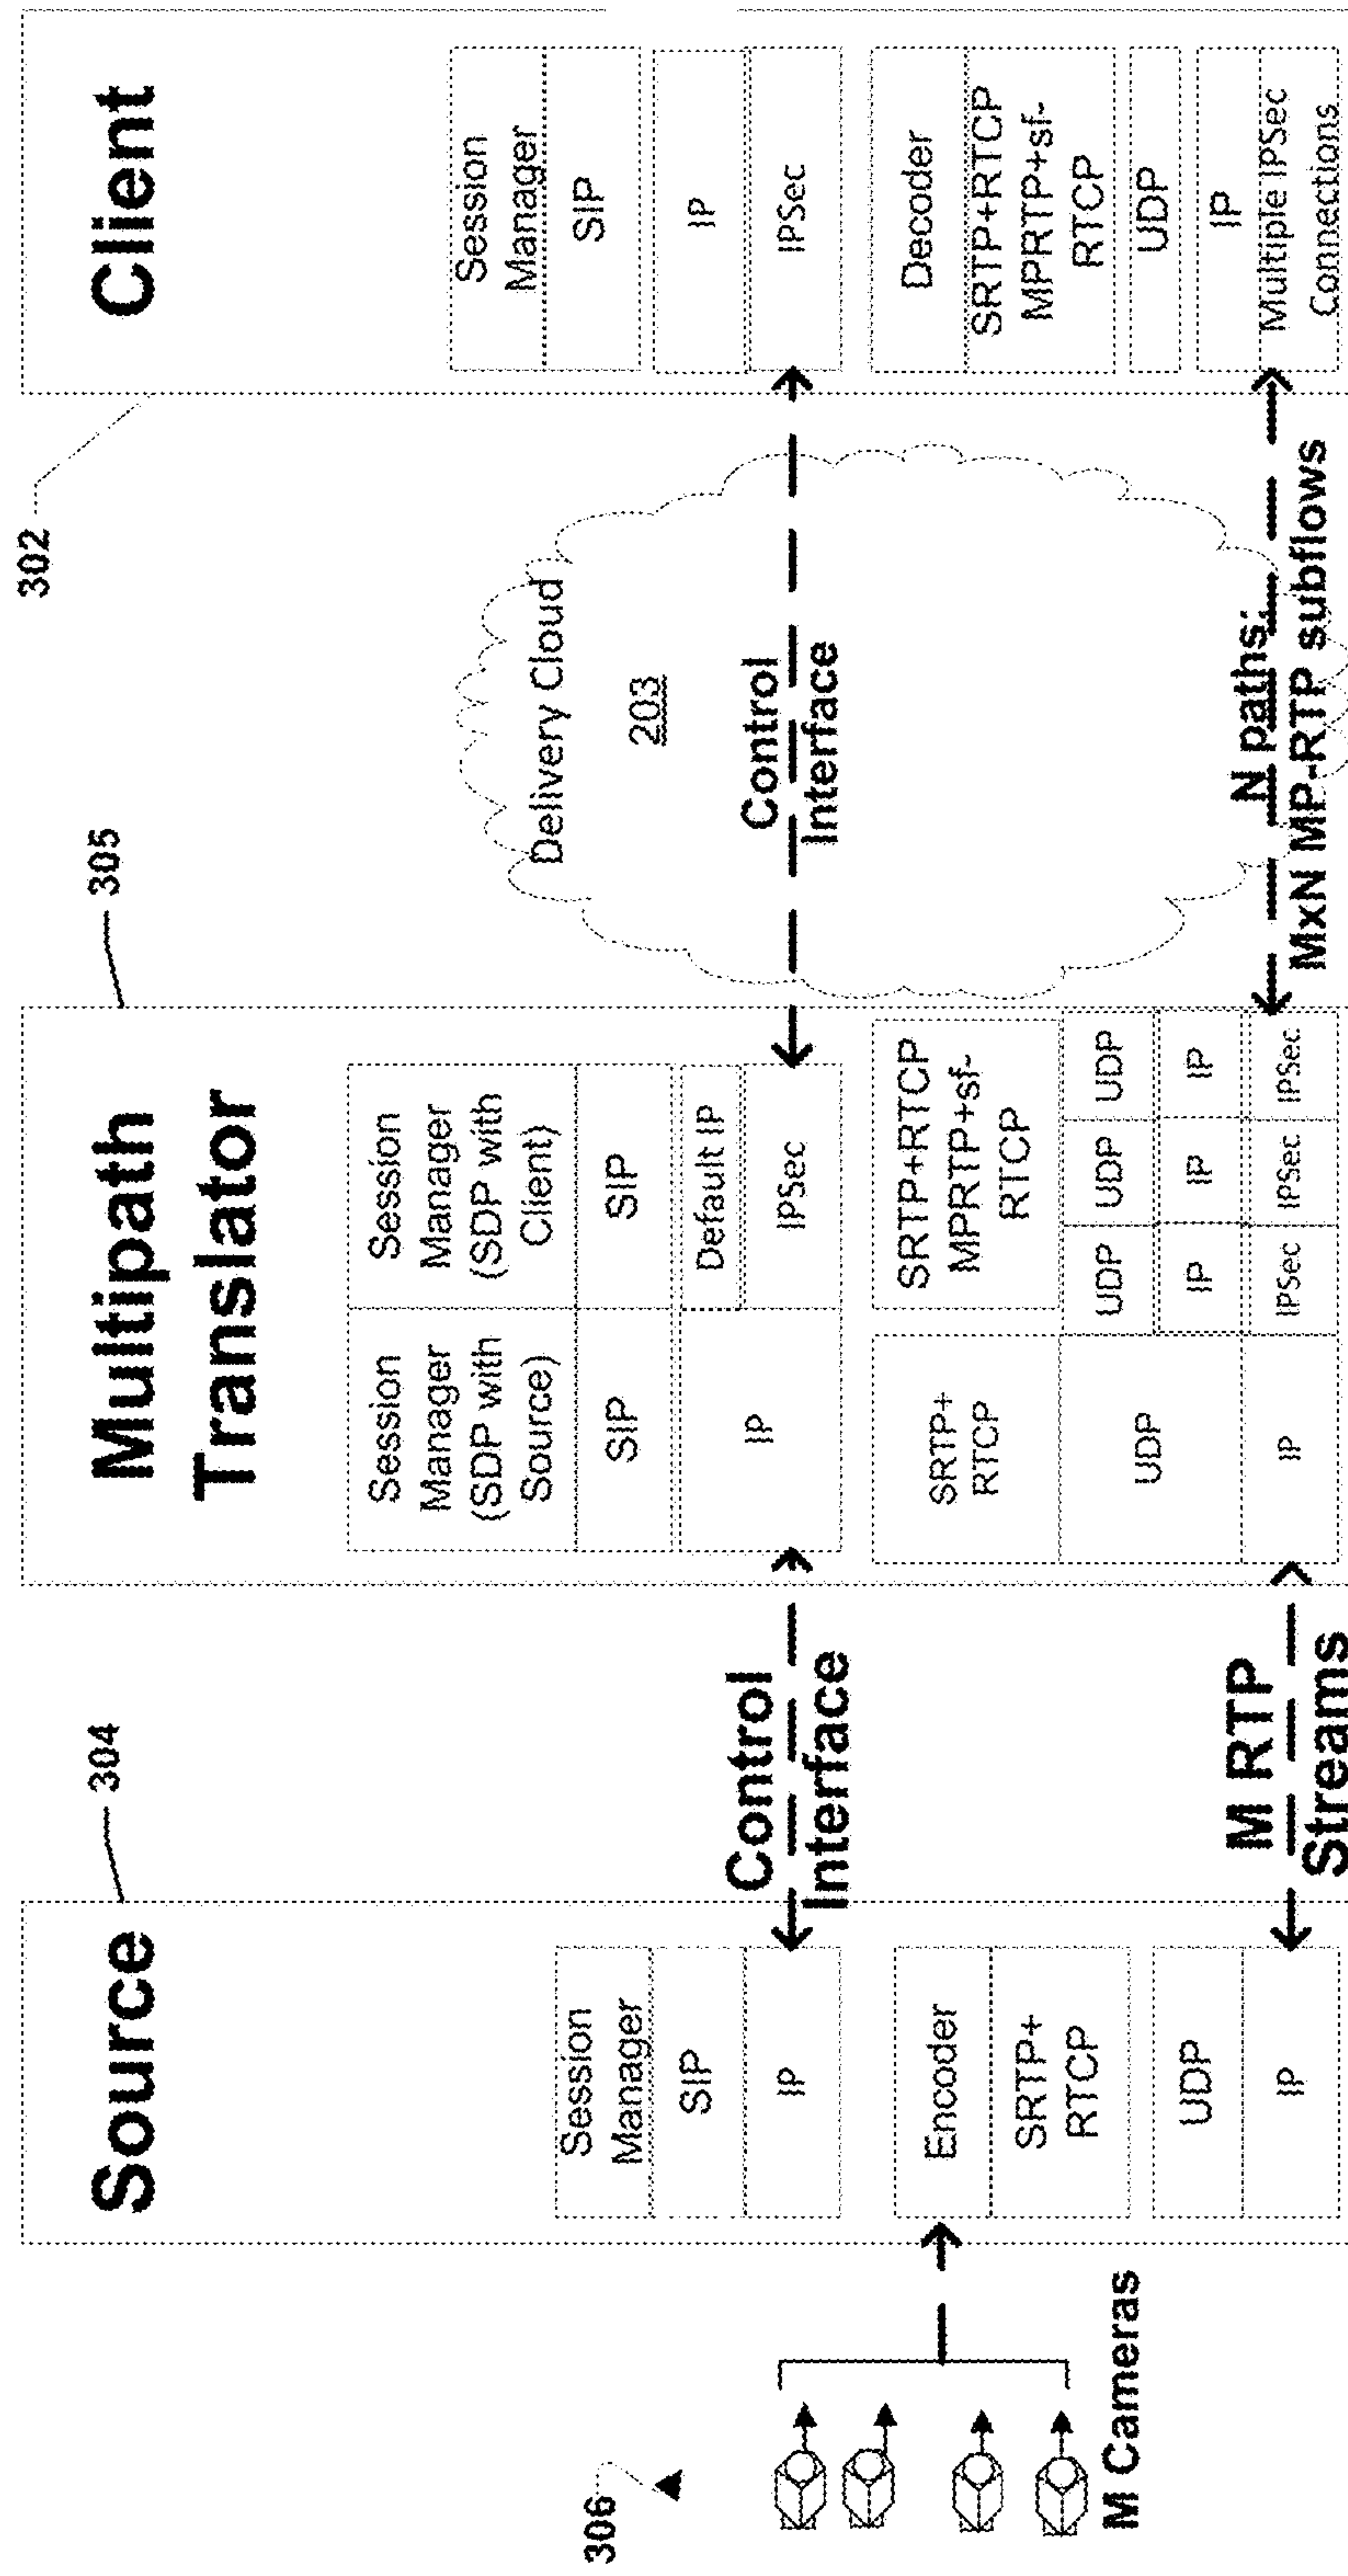 306
M Cameras
304
Source
Session
Manager
SIP
IP
Encoder
SRTP+
RTCP
UDP
IP
Control
Interface
M RTP
Streams
305
Multipath
Translator
Session
Manager
(SDP with
Source)
SIP
IP
Session
Manager
(SDP with
Client)
SIP
Default IP
IPSec
SRTP+
RTCP
UDP
IP
SRTP+RTCP
MPRTP+sf-
RTCP
UDP UDP UDP
IP IP IP
IPSec IPSec IPSec
Delivery Cloud
203
Control
Interface
N paths:
MxN MP-RTP subflows
302
Client
Session
Manager
SIP
IP
IPSec
Decoder
SRTP+RTCP
MPRTP+sf-
RTCP
UDP
IP
Multiple IPSec
Connections